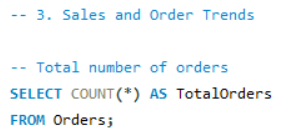 -- 3. Sales and Order Trends
-- Total number of orders
SELECT COUNT(*) AS TotalOrders
FROM Orders;